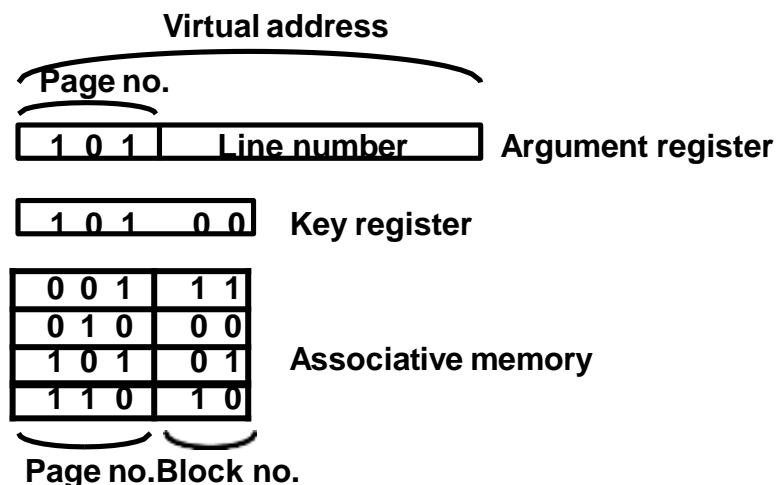 Virtual address
Page no.
1 0 1 Line number Argument register
1 0 1 0 0 Key register
0 0 1 1 1
0 1 0 0 0
1 0 1 0 1 Associative memory
1 1 0 1 0
Page no.Block no.